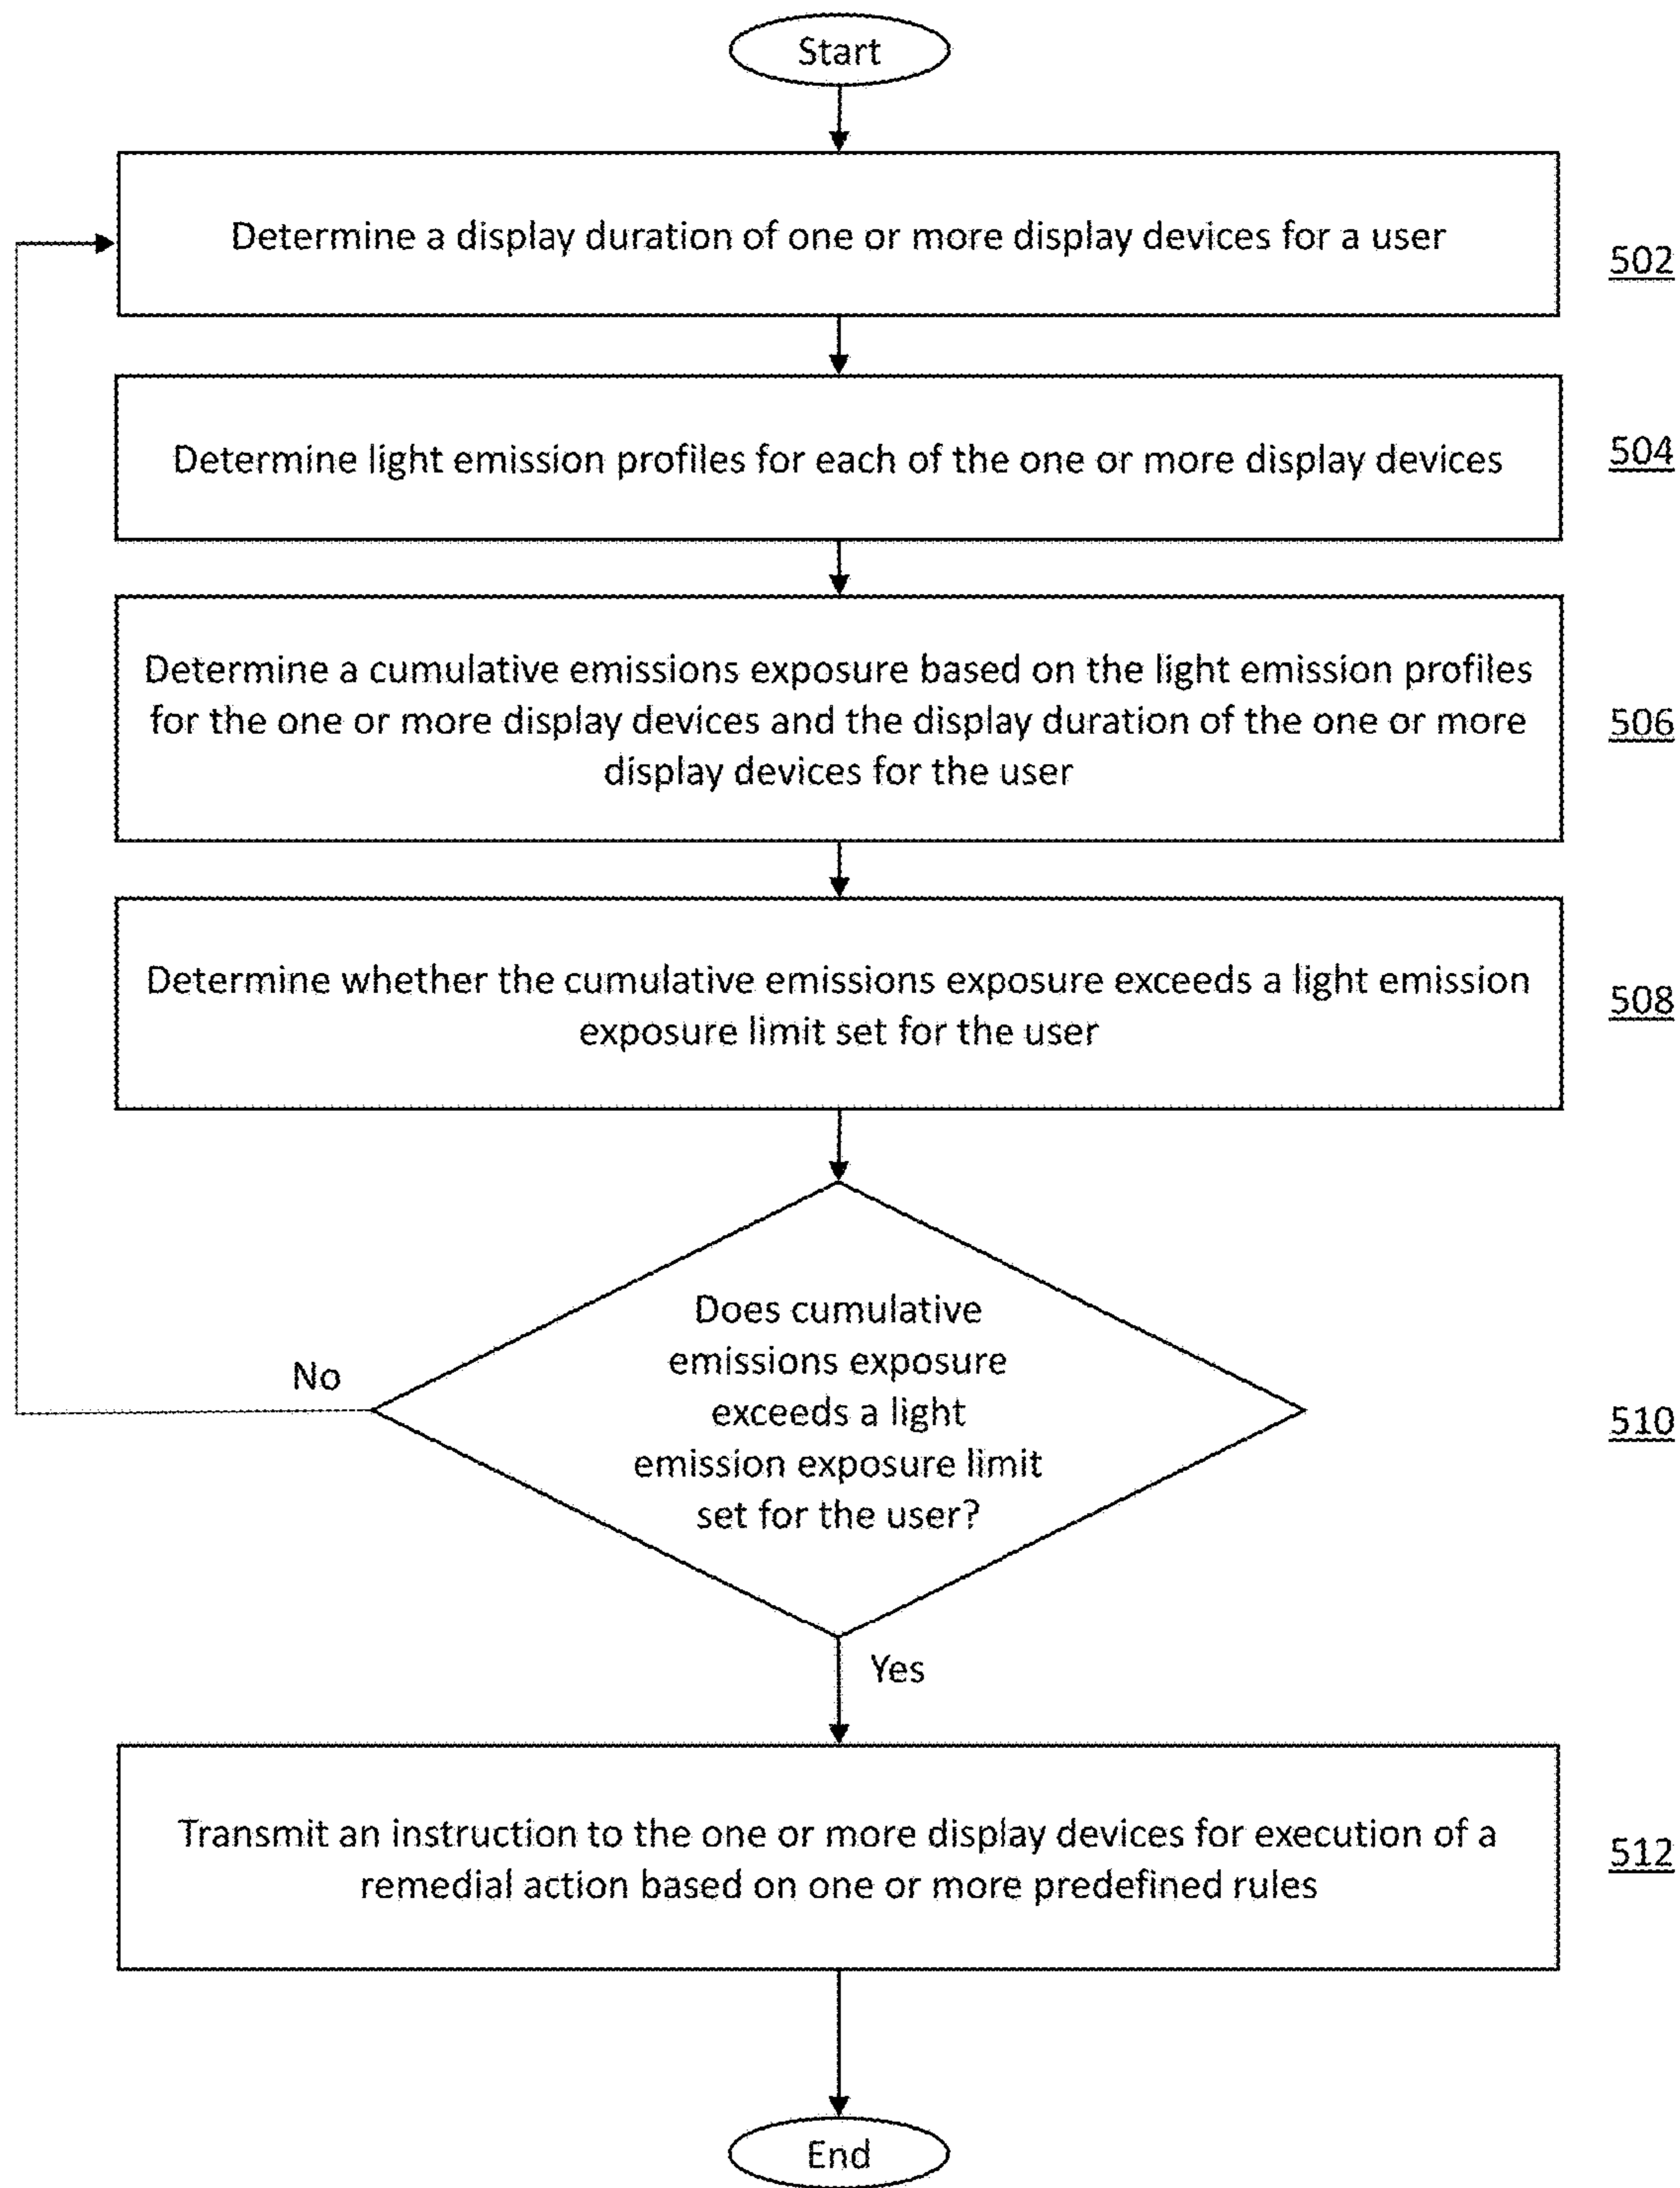 Start
Determine a display duration of one or more display devices for a user
502
Determine light emission profiles for each of the one or more display devices
504
Determine a cumulative emissions exposure based on the light emission profiles
for the one or more display devices and the display duration of the one or more
display devices for the user
506
Determine whether the cumulative emissions exposure exceeds a light emission
exposure limit set for the user
508
Does cumulative
emissions exposure
exceeds a light
emission exposure limit
set for the user?
No
510
Yes
Transmit an instruction to the one or more display devices for execution of a
remedial action based on one or more predefined rules
512
End